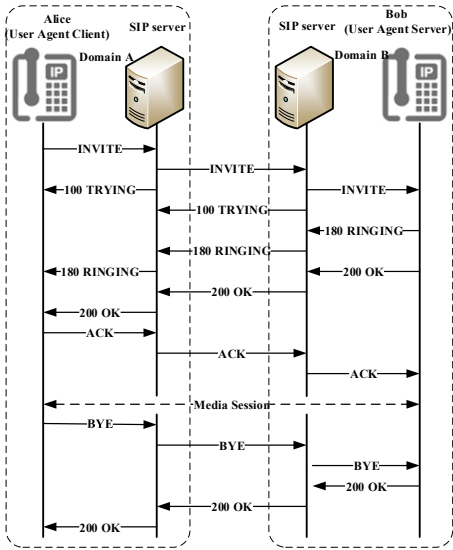 Alice
(User Agent Client)
SIP server
SIP server
Bob
(User Agent Server)
Domain A
Domain B
IP
IP
INVITE
INVITE
100 TRYING
INVITE
100 TRYING
180 RINGING
180 RINGING
180 RINGING
200 OK
200 OK
200 OK
ACK
ACK
ACK
Media Session
BYE
BYE
BYE
200 OK
200 OK
200 OK